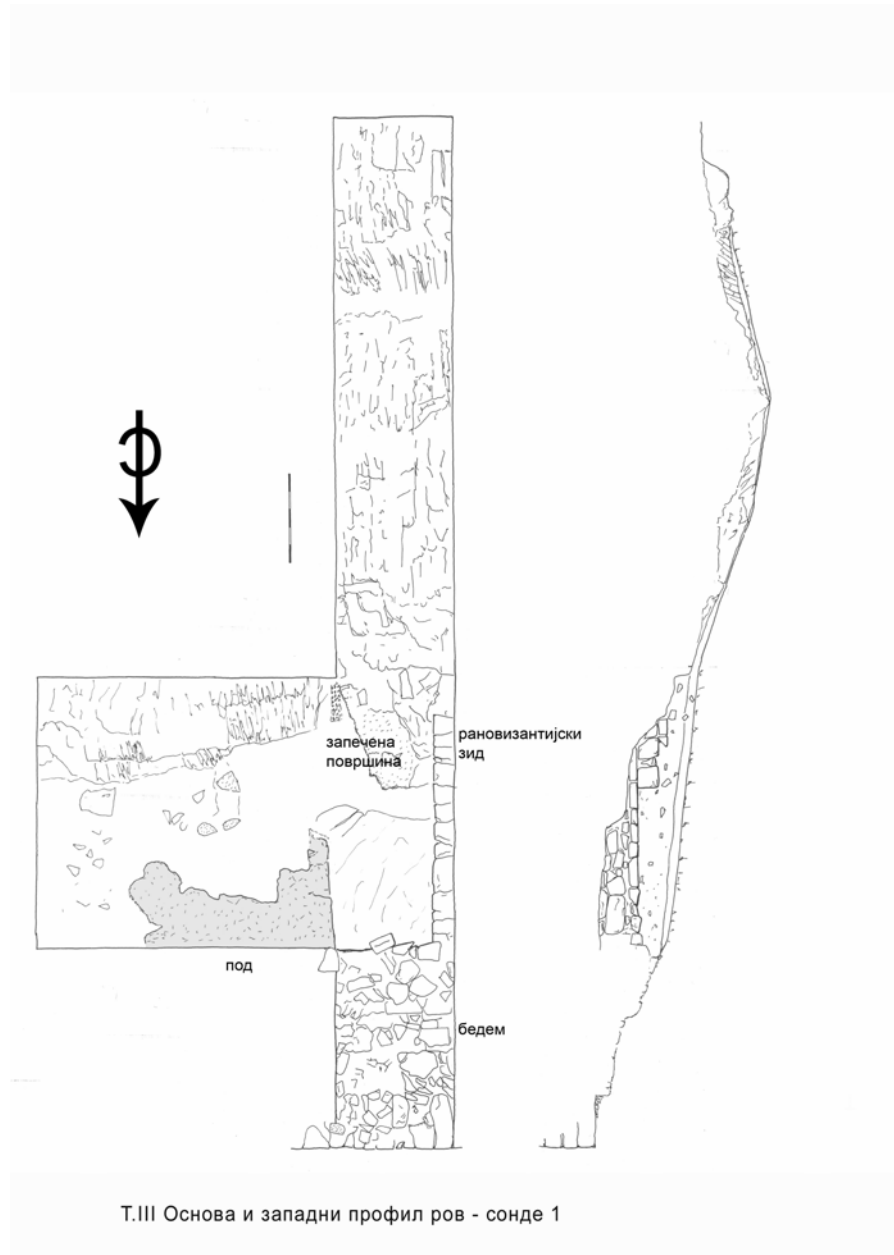 С
запечена
површина
рановизантијски
зид
под
бедем
Т.III Основа и западни профил ров - сонде 1